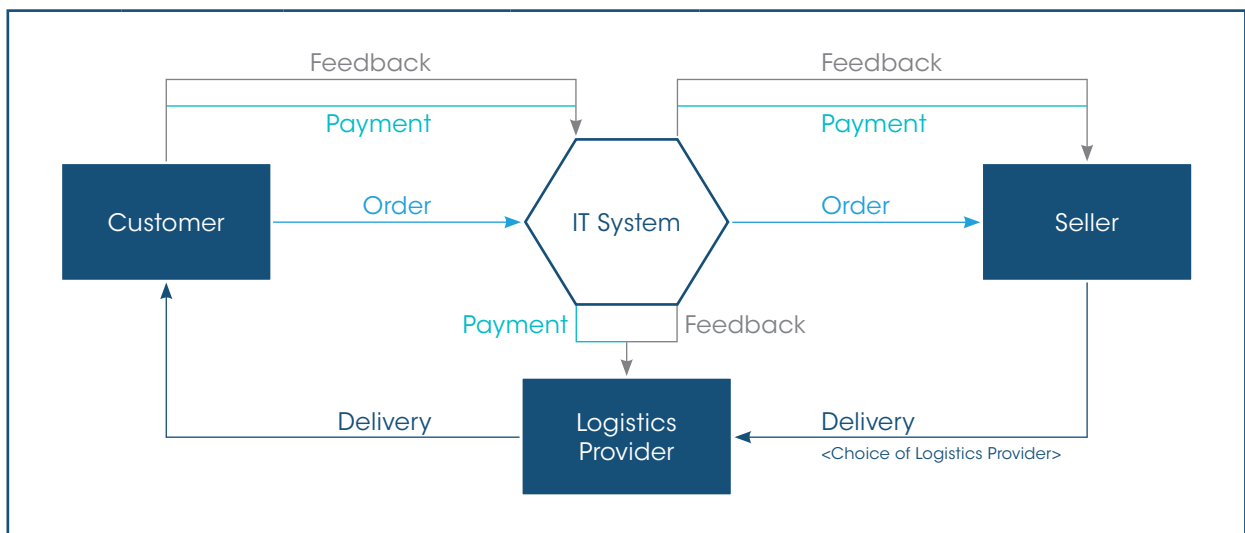 Feedback
Feedback
Payment
Payment
Customer
Order
IT System
Order
Seller
Payment
Feedback
Delivery
Logistics
Provider
Delivery
<Choice of Logistics Provider>